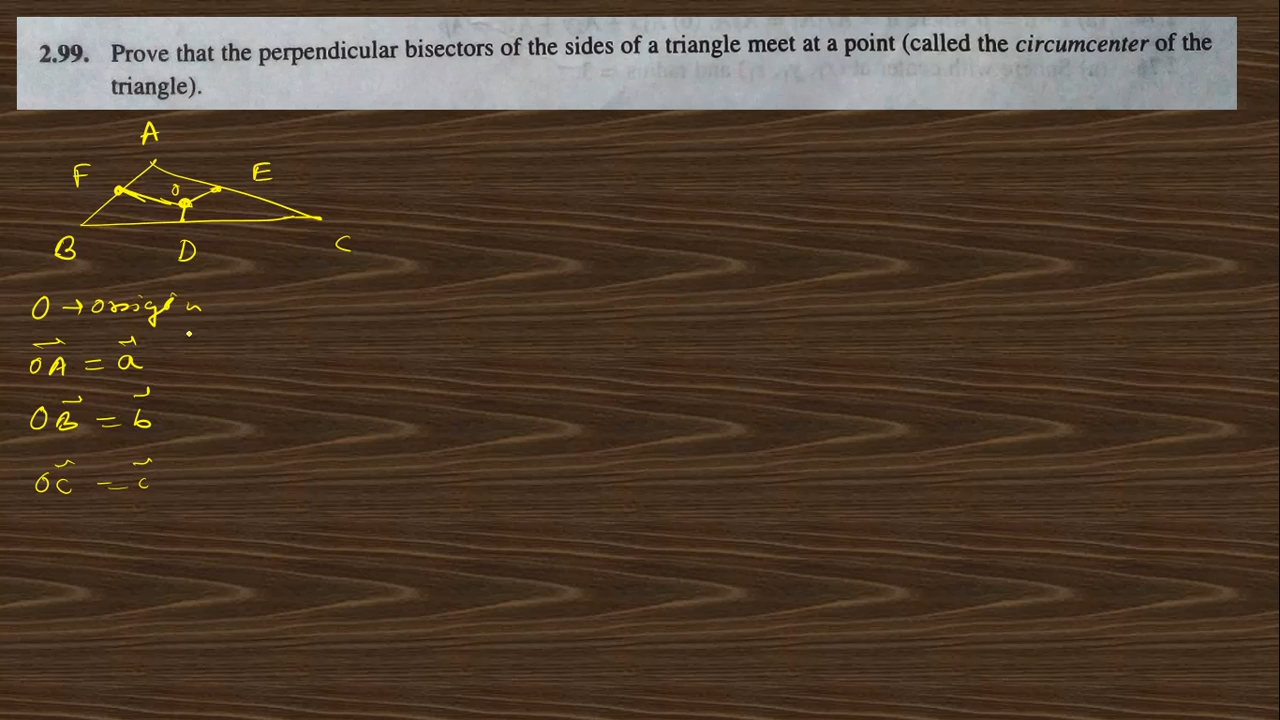 2.99. Prove that the perpendicular bisectors of the sides of a triangle meet at a point (called the circumcenter of the
triangle).
A
F
E
O
B
D
C
O → origin
OA = a
OB = b
OC = c